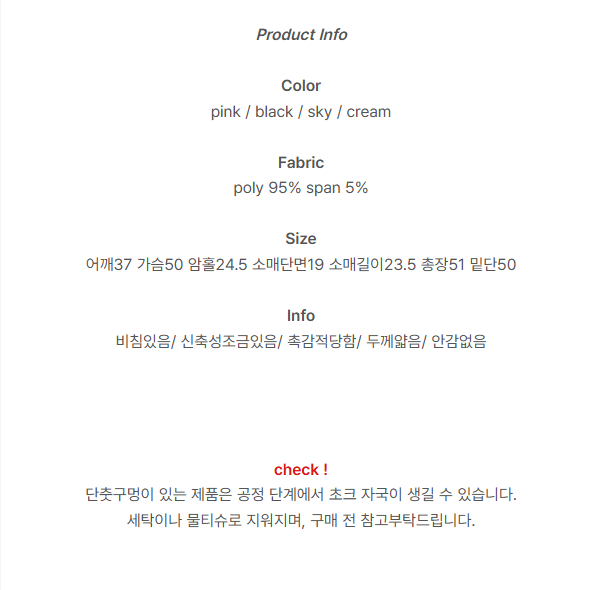 Product Info
Color
pink / black / sky / cream
Fabric
poly 95% span 5%
Size
어깨37 가슴50 암홀24.5 소매단면19 소매길이23.5 총장51 밑단50
Info
비침있음/ 신축성조금있음/ 촉감적당함/ 두께얇음/ 안감없음
check !
단춧구멍이 있는 제품은 공정 단계에서 초크 자국이 생길 수 있습니다.
세탁이나 물티슈로 지워지며, 구매 전 참고부탁드립니다.